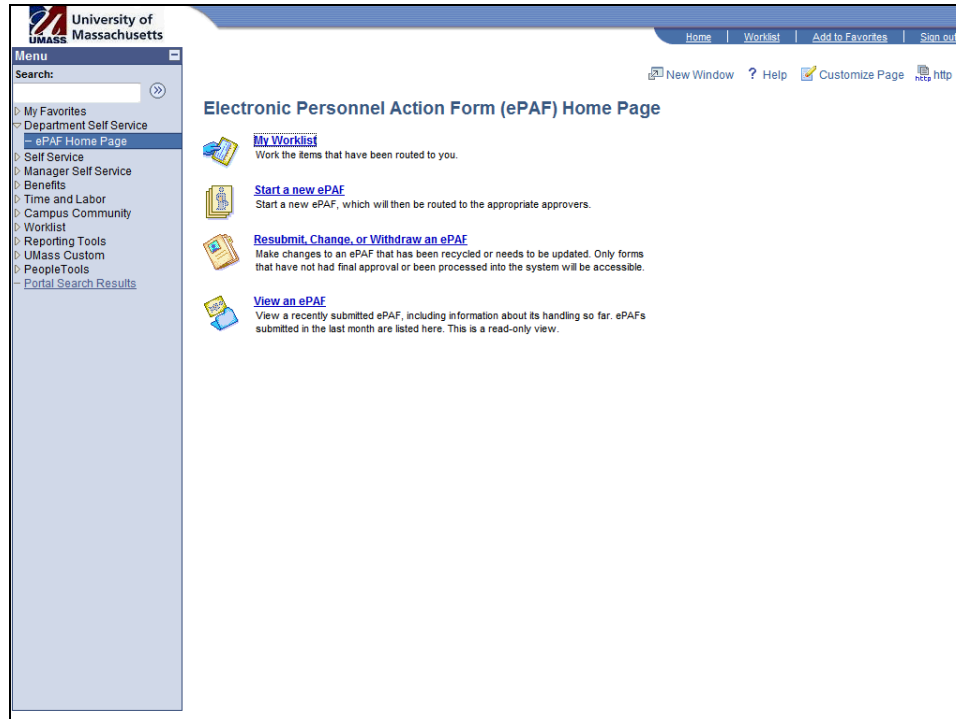 University of
UMASS Massachusetts
Home | Worklist | Add to Favorites | Sign out
Menu
Search:
New Window ? Help Customize Page http
My Favorites
Department Self Service
– ePAF Home Page
Self Service
Manager Self Service
Benefits
Time and Labor
Campus Community
Worklist
Reporting Tools
UMass Custom
PeopleTools
– Portal Search Results
Electronic Personnel Action Form (ePAF) Home Page
My Worklist
Work the items that have been routed to you.
Start a new ePAF
Start a new ePAF, which will then be routed to the appropriate approvers.
Resubmit, Change, or Withdraw an ePAF
Make changes to an ePAF that has been recycled or needs to be updated. Only forms
that have not had final approval or been processed into the system will be accessible.
View an ePAF
View a recently submitted ePAF, including information about its handling so far. ePAFs
submitted in the last month are listed here. This is a read-only view.